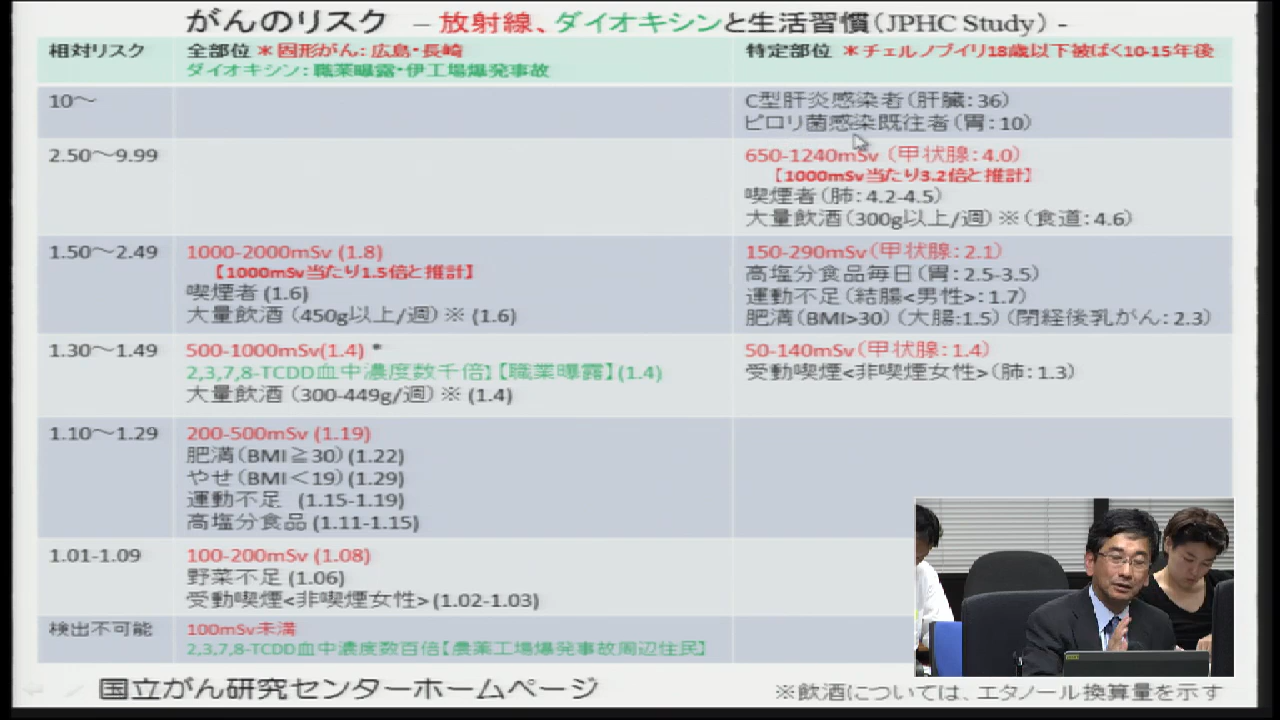 がんのリスク － 放射線、ダイオキシンと生活習慣(JPHC Study) -
相対リスク
全部位 ＊固形がん：広島・長崎
ダイオキシン：職業曝露・伊工場爆発事故
特定部位 ＊チェルノブイリ18歳以下被ばく10-15年後
10～
C型肝炎感染者(肝臓：36)
ピロリ菌感染既往者(胃：10)
2.50～9.99
650-1240mSv (甲状腺：4.0)
【1000mSv当たり3.2倍と推計】
喫煙者(肺：4.2-4.5)
大量飲酒(300g以上/週)※(食道：4.6)
1.50～2.49
1000-2000mSv (1.8)
【1000mSv当たり1.5倍と推計】
喫煙者 (1.6)
大量飲酒 (450g以上/週) ※ (1.6)
150-290mSv(甲状腺：2.1)
高塩分食品毎日(胃：2.5-3.5)
運動不足(結腸<男性>：1.7)
肥満(BMI>30)(大腸:1.5)(閉経後乳がん：2.3)
1.30～1.49
500-1000mSv(1.4) *
2,3,7,8-TCDD血中濃度数千倍】【職業曝露】(1.4)
大量飲酒 (300-449g/週) ※ (1.4)
50-140mSv(甲状腺：1.4)
受動喫煙<非喫煙女性>(肺：1.3)
1.10～1.29
200-500mSv (1.19)
肥満(BMI≧30)(1.22)
やせ(BMI＜19)(1.29)
運動不足 (1.15-1.19)
高塩分食品 (1.11-1.15)
1.01-1.09
100-200mSv (1.08)
野菜不足 (1.06)
受動喫煙<非喫煙女性>(1.02-1.03)
検出不可能
100mSv未満
2,3,7,8-TCDD血中濃度数百倍【農薬工場爆発事故周辺住民】
国立がん研究センターホームページ
※飲酒については、エタノール換算量を示す